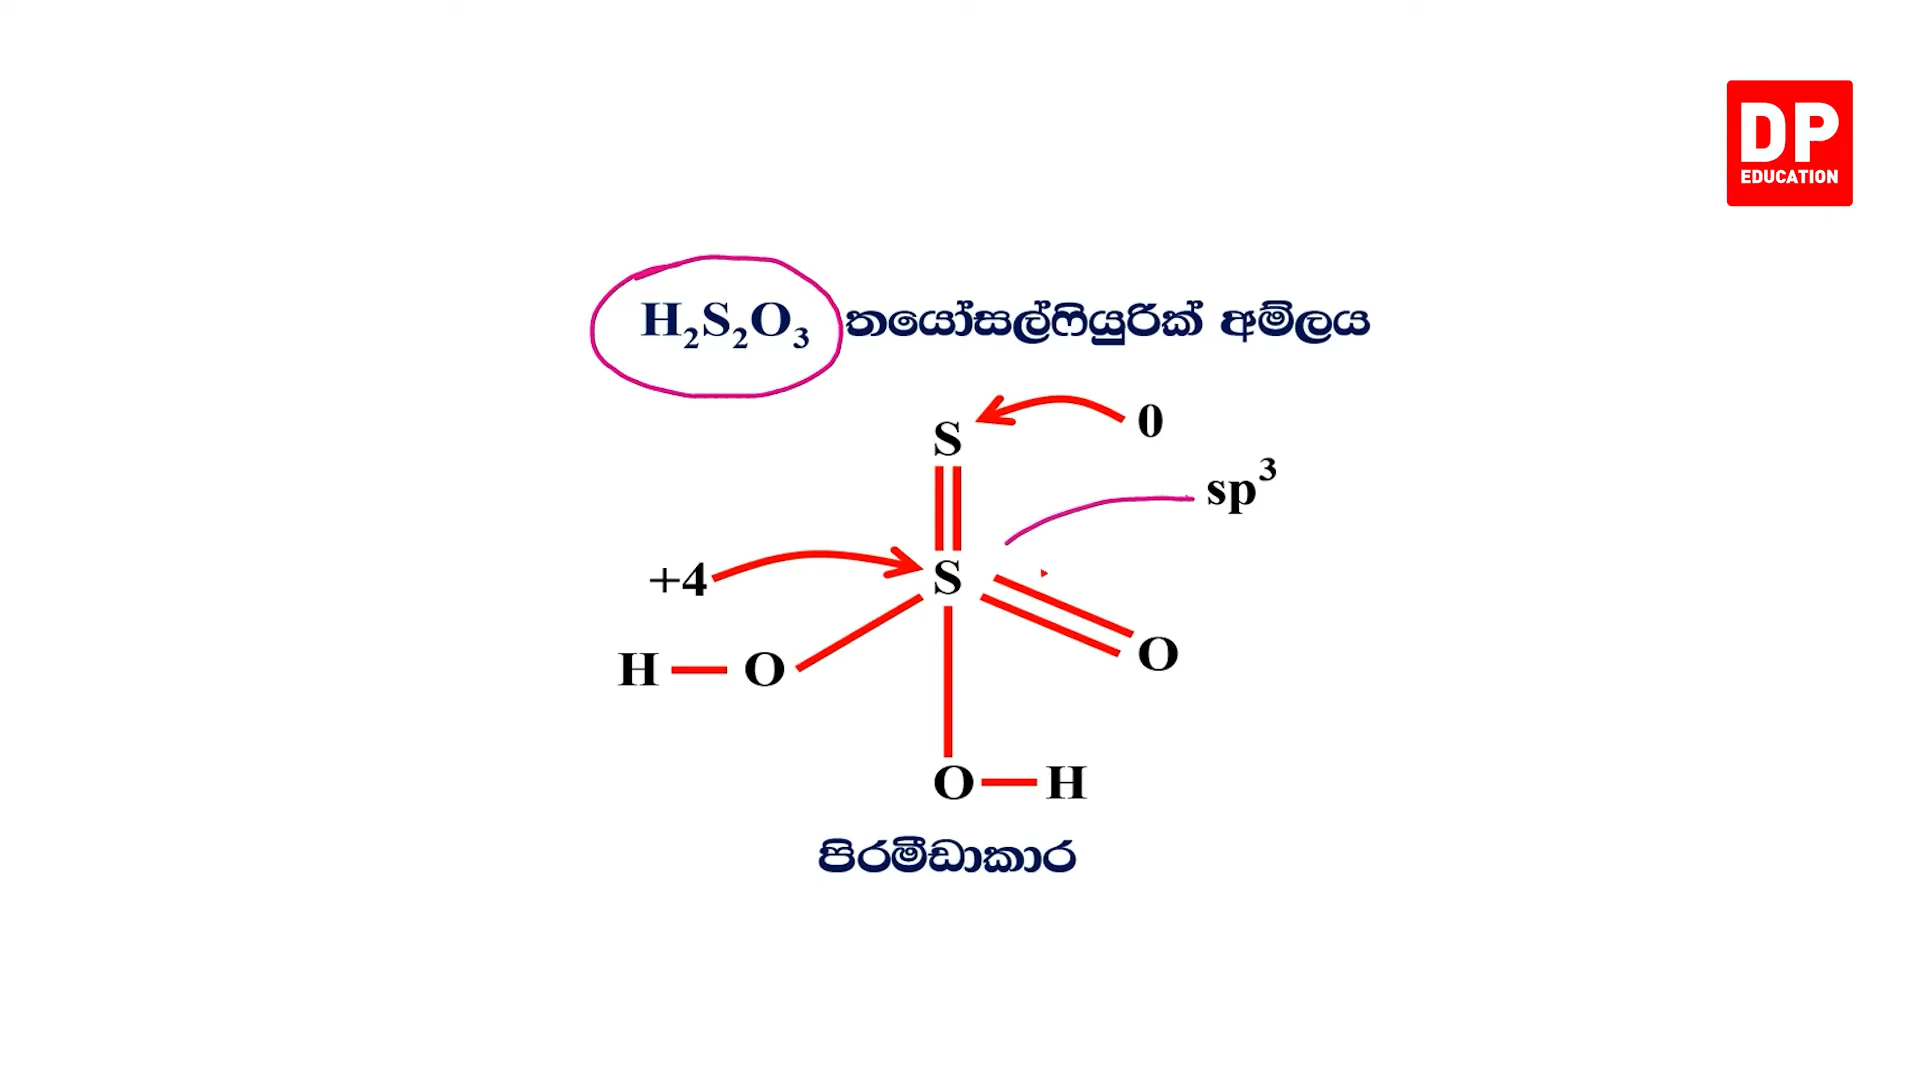 DP
EDUCATION
H₂S₂O₃ තයෝසල්ෆියුරික් අම්ලය
S
0
sp³
+4
S
H O
O
O H
පිරමීඩාකාර